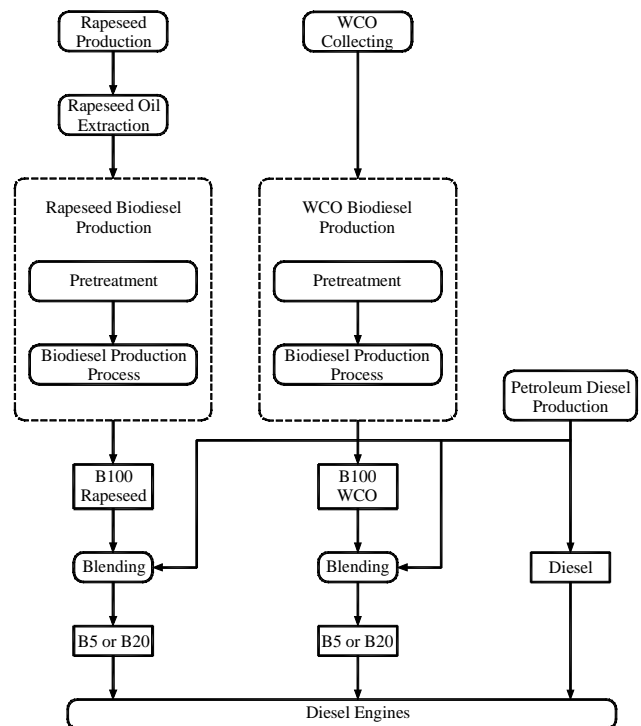 Rapeseed
Production
WCO
Collecting
Rapeseed Oil
Extraction
Rapeseed Biodiesel
Production
WCO Biodiesel
Production
Pretreatment
Pretreatment
Biodiesel Production
Process
Biodiesel Production
Process
Petroleum Diesel
Production
B100
Rapeseed
B100
WCO
Blending
Blending
Diesel
B5 or B20
B5 or B20
Diesel Engines